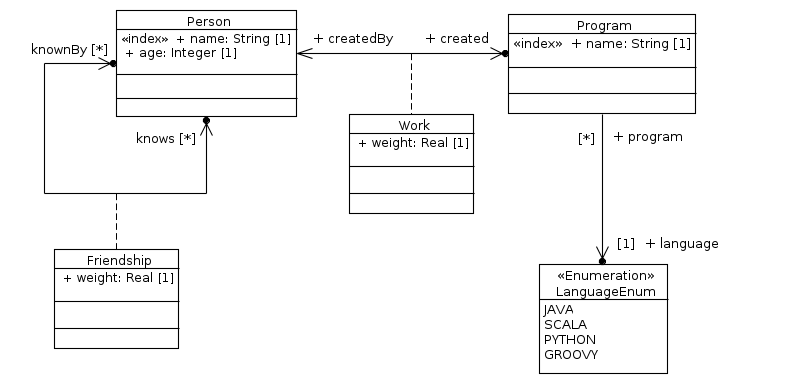 Person
«index» + name: String [1]
+ age: Integer [1]
knownBy [*]
knows [*]
+ createdBy
+ created
Program
«index» + name: String [1]
Work
+ weight: Real [1]
[*] + program
[1] + language
Friendship
+ weight: Real [1]
«Enumeration»
LanguageEnum
JAVA
SCALA
PYTHON
GROOVY